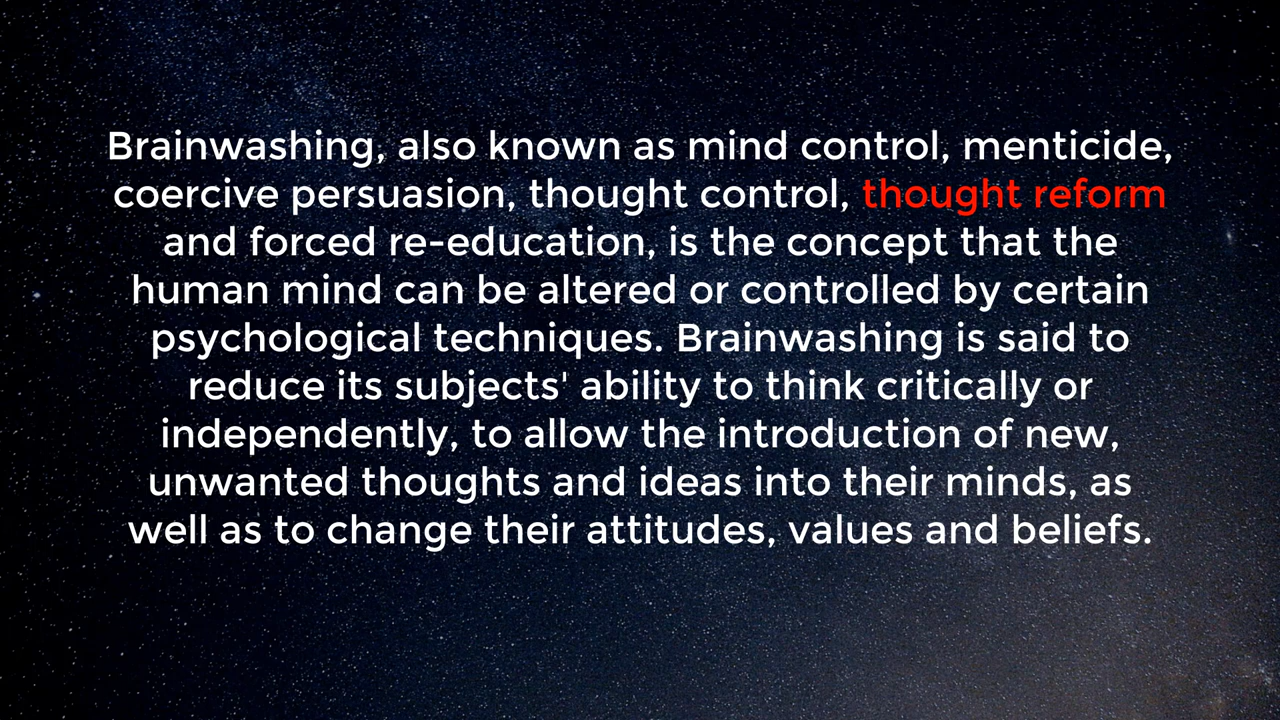 Brainwashing, also known as mind control, menticide,
coercive persuasion, thought control, thought reform
and forced re-education, is the concept that the
human mind can be altered or controlled by certain
psychological techniques. Brainwashing is said to
reduce its subjects' ability to think critically or
independently, to allow the introduction of new,
unwanted thoughts and ideas into their minds, as
well as to change their attitudes, values and beliefs.